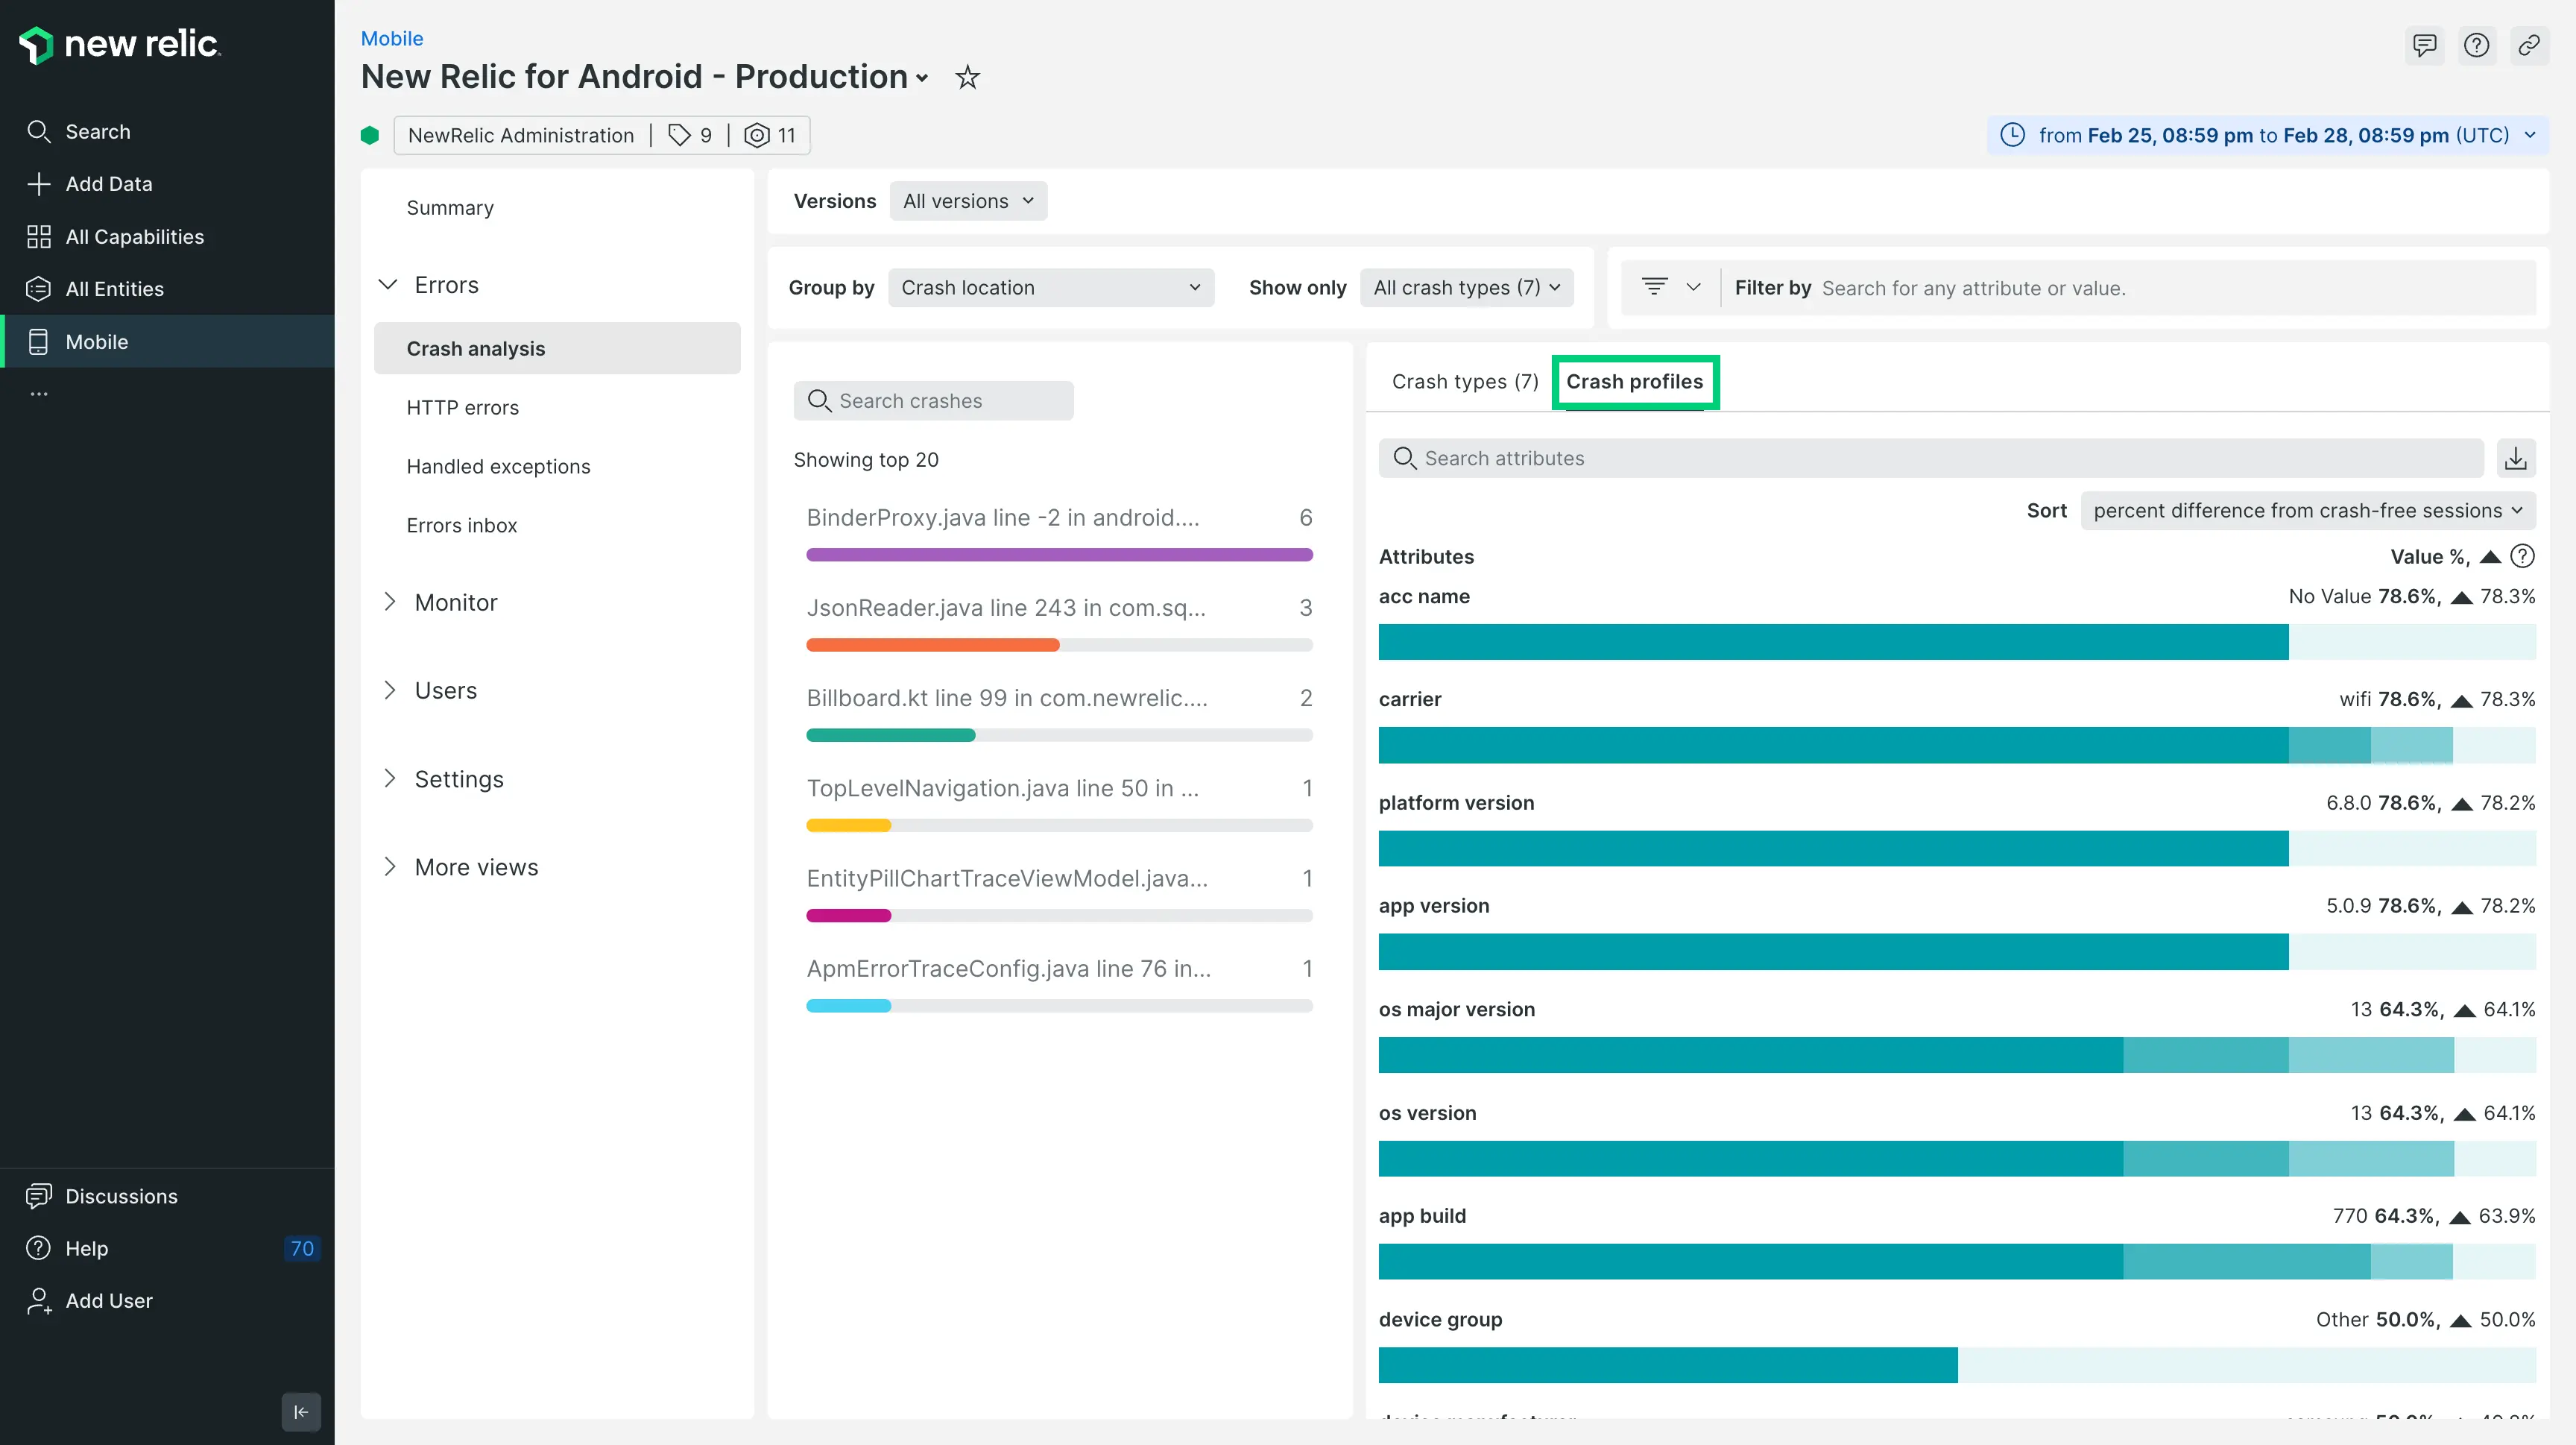 new relic
Search
Add Data
All Capabilities
All Entities
Mobile
...
Discussions
Help 70
Add User
Mobile
New Relic for Android - Production
NewRelic Administration | 9 | 11
from Feb 25, 08:59 pm to Feb 28, 08:59 pm (UTC)
Summary
Errors
Crash analysis
HTTP errors
Handled exceptions
Errors inbox
Monitor
Users
Settings
More views
Versions All versions
Group by Crash location Show only All crash types (7)
Filter by Search for any attribute or value.
Search crashes
Showing top 20
BinderProxy.java line -2 in android.... 6
JsonReader.java line 243 in com.sq... 3
Billboard.kt line 99 in com.newrelic.... 2
TopLevelNavigation.java line 50 in ... 1
EntityPillChartTraceViewModel.java... 1
ApmErrorTraceConfig.java line 76 in... 1
Crash types (7) Crash profiles
Search attributes
Sort percent difference from crash-free sessions
Attributes Value %, ▲ ?
acc name No Value 78.6%, ▲ 78.3%
carrier wifi 78.6%, ▲ 78.3%
platform version 6.8.0 78.6%, ▲ 78.2%
app version 5.0.9 78.6%, ▲ 78.2%
os major version 13 64.3%, ▲ 64.1%
os version 13 64.3%, ▲ 64.1%
app build 770 64.3%, ▲ 63.9%
device group Other 50.0%, ▲ 50.0%